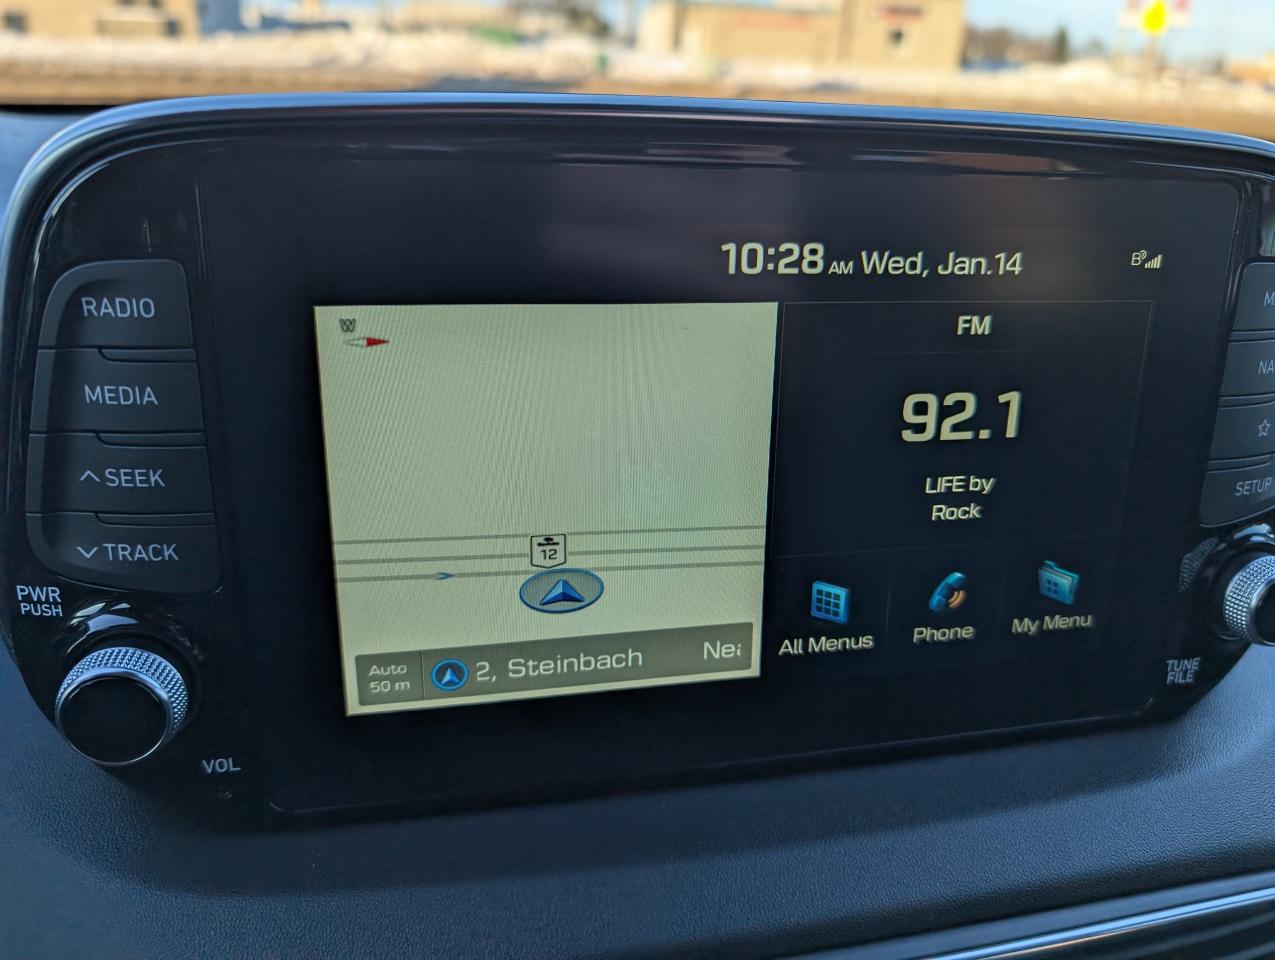 10:28 AM Wed, Jan.14
B
RADIO
MEDIA
SEEK
TRACK
PWR
PUSH
VOL
W
12
Auto
50 m
2, Steinbach
FM
92.1
LIFE by
Rock
All Menus
Phone
My Menu
SETUP
TUNE
FILE